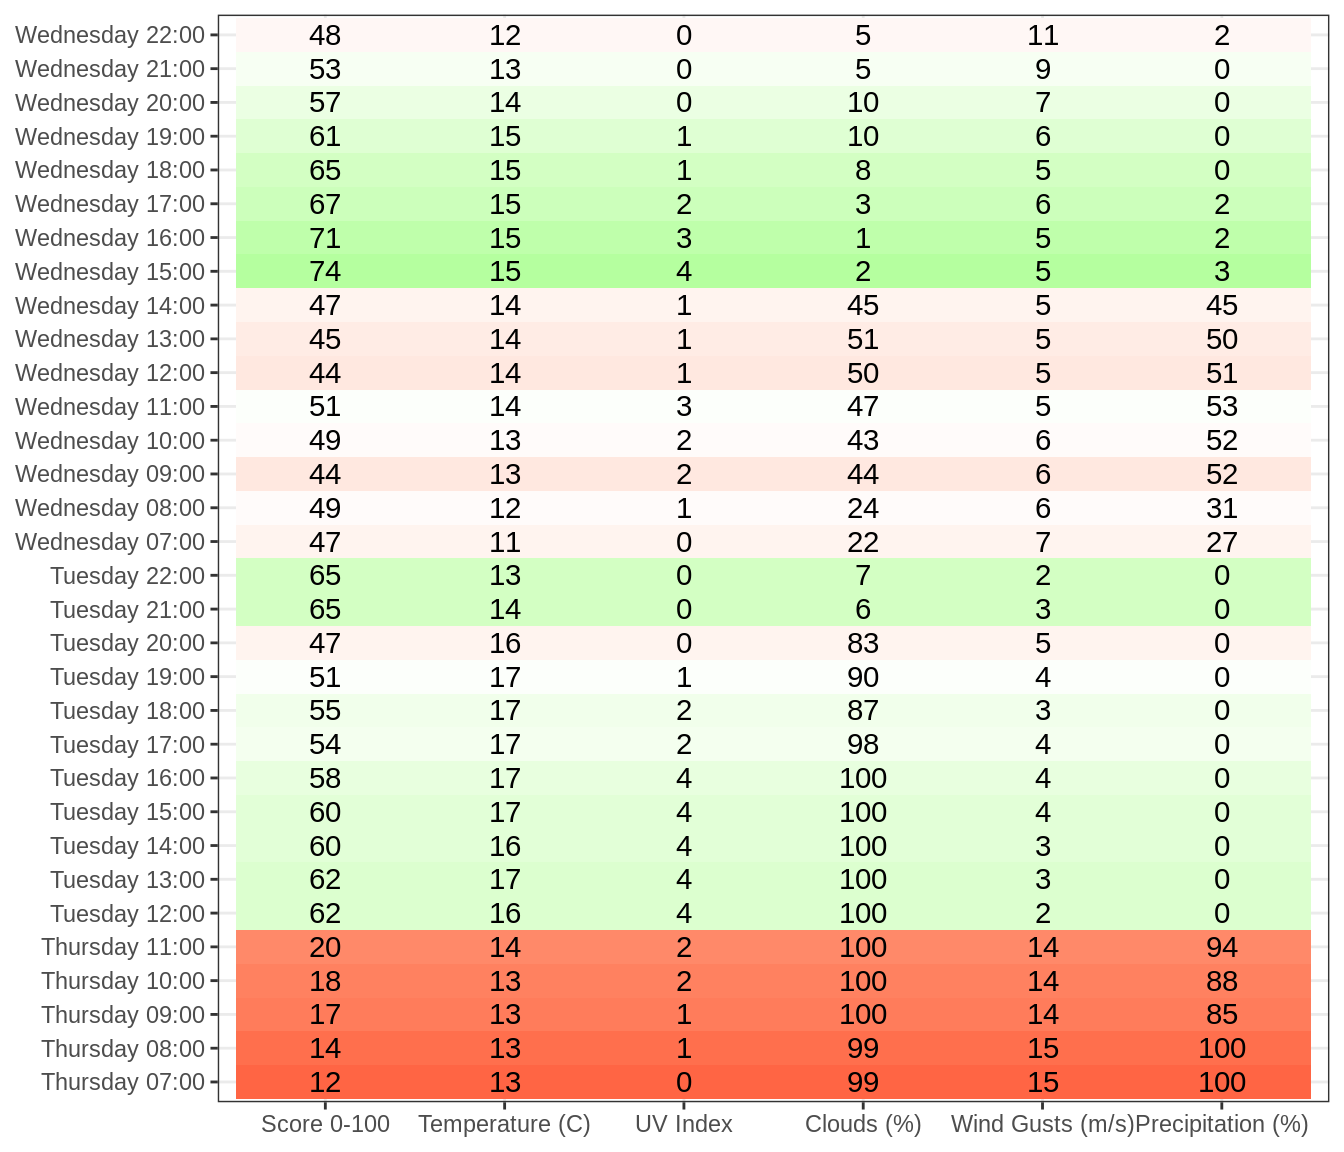 Wednesday 22:00 48 12 0 5 11 2
Wednesday 21:00 53 13 0 5 9 0
Wednesday 20:00 57 14 0 10 7 0
Wednesday 19:00 61 15 1 10 6 0
Wednesday 18:00 65 15 1 8 5 0
Wednesday 17:00 67 15 2 3 6 2
Wednesday 16:00 71 15 3 1 5 2
Wednesday 15:00 74 15 4 2 5 3
Wednesday 14:00 47 14 1 45 5 45
Wednesday 13:00 45 14 1 51 5 50
Wednesday 12:00 44 14 1 50 5 51
Wednesday 11:00 51 14 3 47 5 53
Wednesday 10:00 49 13 2 43 6 52
Wednesday 09:00 44 13 2 44 6 52
Wednesday 08:00 49 12 1 24 6 31
Wednesday 07:00 47 11 0 22 7 27
Tuesday 22:00 65 13 0 7 2 0
Tuesday 21:00 65 14 0 6 3 0
Tuesday 20:00 47 16 0 83 5 0
Tuesday 19:00 51 17 1 90 4 0
Tuesday 18:00 55 17 2 87 3 0
Tuesday 17:00 54 17 2 98 4 0
Tuesday 16:00 58 17 4 100 4 0
Tuesday 15:00 60 17 4 100 4 0
Tuesday 14:00 60 16 4 100 3 0
Tuesday 13:00 62 17 4 100 3 0
Tuesday 12:00 62 16 4 100 2 0
Thursday 11:00 20 14 2 100 14 94
Thursday 10:00 18 13 2 100 14 88
Thursday 09:00 17 13 1 100 14 85
Thursday 08:00 14 13 1 99 15 100
Thursday 07:00 12 13 0 99 15 100
Score 0-100 Temperature (C) UV Index Clouds (%) Wind Gusts (m/s) Precipitation (%)